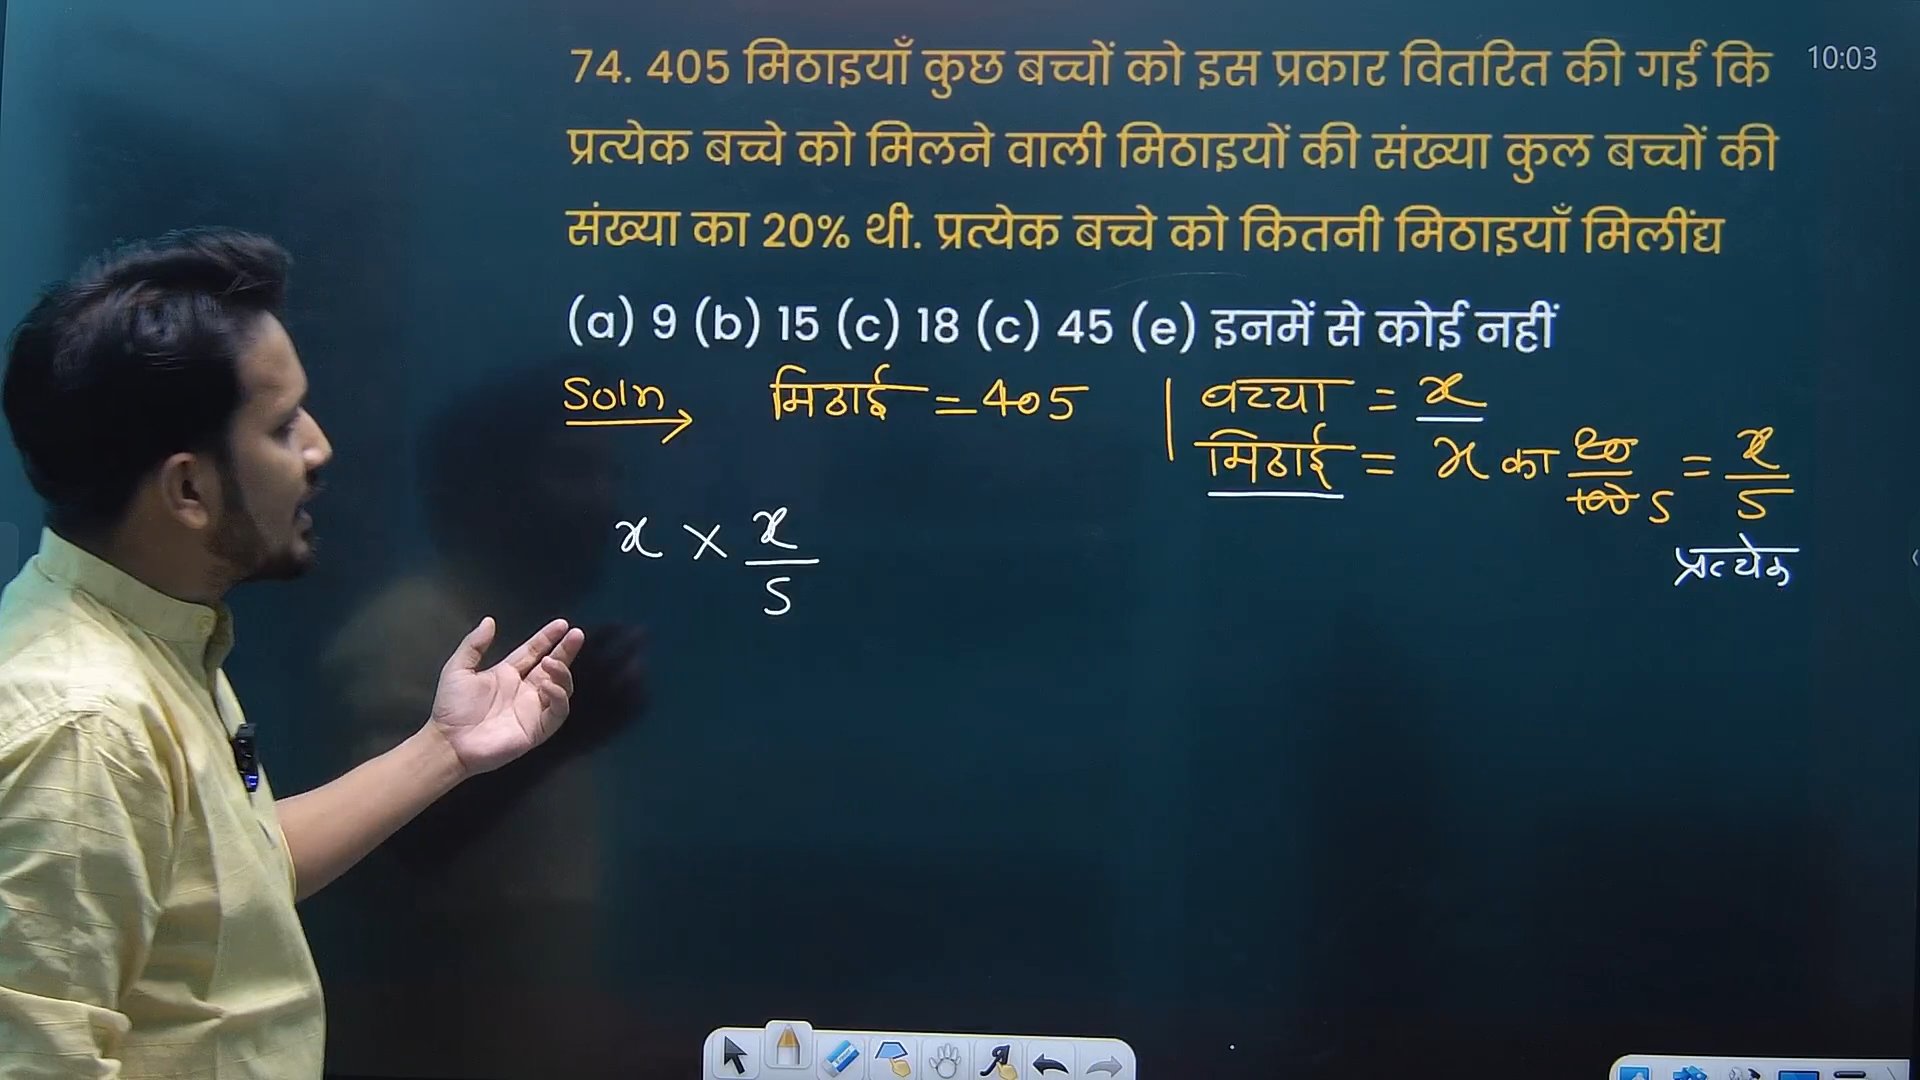 74. 405 मिठाइयाँ कुछ बच्चों को इस प्रकार वितरित की गईं कि
10:03
प्रत्येक बच्चे को मिलने वाली मिठाइयों की संख्या कुल बच्चों की
संख्या का 20% थी. प्रत्येक बच्चे को कितनी मिठाइयाँ मिलींद्य
(a) 9 (b) 15 (c) 18 (c) 45 (e) इनमें से कोई नहीं
Soln → मिठाई = 405 | बच्चा = x
मिठाई = x का 20/100 5 = x/5
प्रत्येक
x × x/5